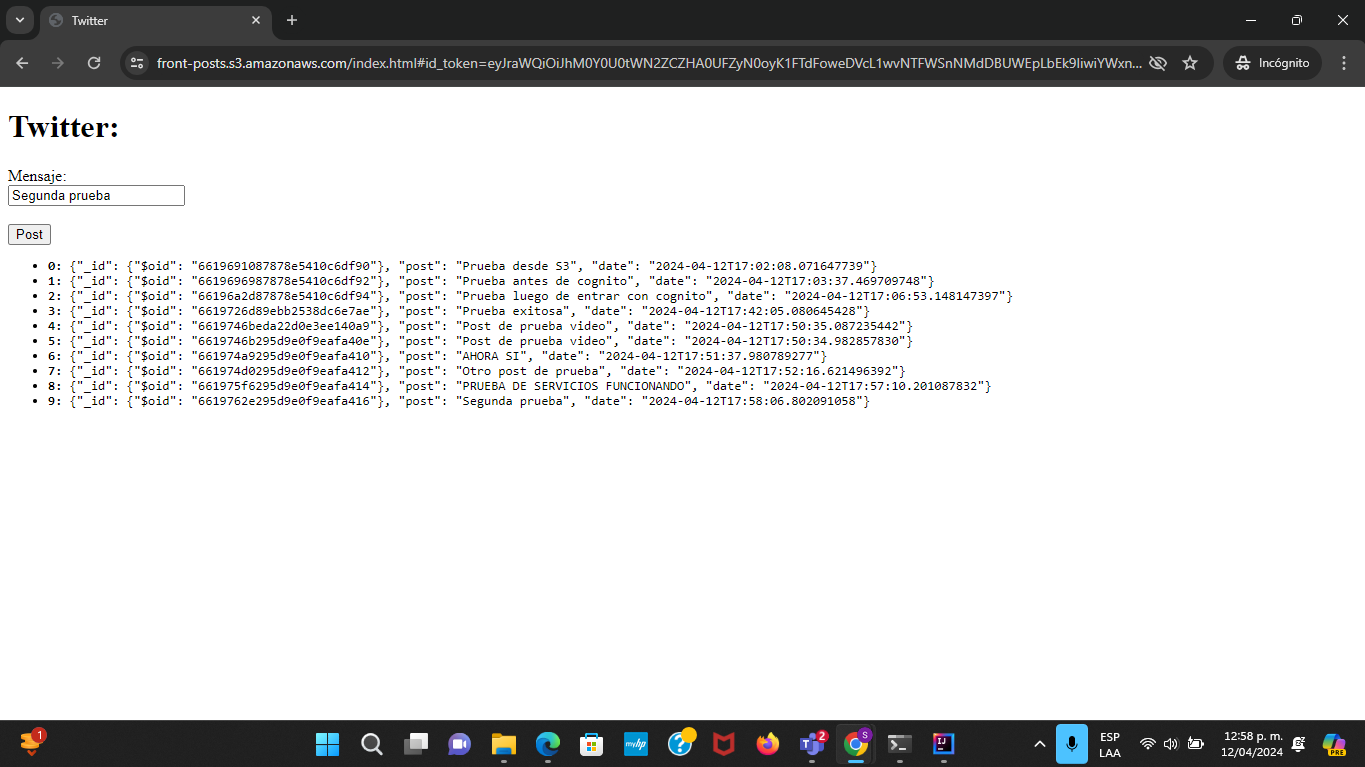 Twitter
front-posts.s3.amazonaws.com/index.html#id_token=eyJraWQiOiJhM0Y0U0tWN2ZCZHA0UFZyN0oyK1FTdFoweDVcL1wvNTFWSnNMdDBUWEpLbEk9IiwiYWxn...
Incógnito
Twitter:
Mensaje:
Segunda prueba
Post
0: {"_id": {"$oid": "6619691087878e5410c6df90"}, "post": "Prueba desde S3", "date": "2024-04-12T17:02:08.071647739"}
1: {"_id": {"$oid": "6619696987878e5410c6df92"}, "post": "Prueba antes de cognito", "date": "2024-04-12T17:03:37.469709748"}
2: {"_id": {"$oid": "66196a2d87878e5410c6df94"}, "post": "Prueba luego de entrar con cognito", "date": "2024-04-12T17:06:53.148147397"}
3: {"_id": {"$oid": "6619726d89ebb2538dc6e7ae"}, "post": "Prueba exitosa", "date": "2024-04-12T17:42:05.080645428"}
4: {"_id": {"$oid": "6619746beda22d0e3ee140a9"}, "post": "Post de prueba video", "date": "2024-04-12T17:50:35.087235442"}
5: {"_id": {"$oid": "6619746b295d9e0f9eafa40e"}, "post": "Post de prueba video", "date": "2024-04-12T17:50:34.982857830"}
6: {"_id": {"$oid": "661974a9295d9e0f9eafa410"}, "post": "AHORA SI", "date": "2024-04-12T17:51:37.980789277"}
7: {"_id": {"$oid": "661974d0295d9e0f9eafa412"}, "post": "Otro post de prueba", "date": "2024-04-12T17:52:16.621496392"}
8: {"_id": {"$oid": "661975f6295d9e0f9eafa414"}, "post": "PRUEBA DE SERVICIOS FUNCIONANDO", "date": "2024-04-12T17:57:10.201087832"}
9: {"_id": {"$oid": "6619762e295d9e0f9eafa416"}, "post": "Segunda prueba", "date": "2024-04-12T17:58:06.802091058"}
1
myhp
2
S
IJ
ESP
LAA
12:58 p. m.
12/04/2024
PRE